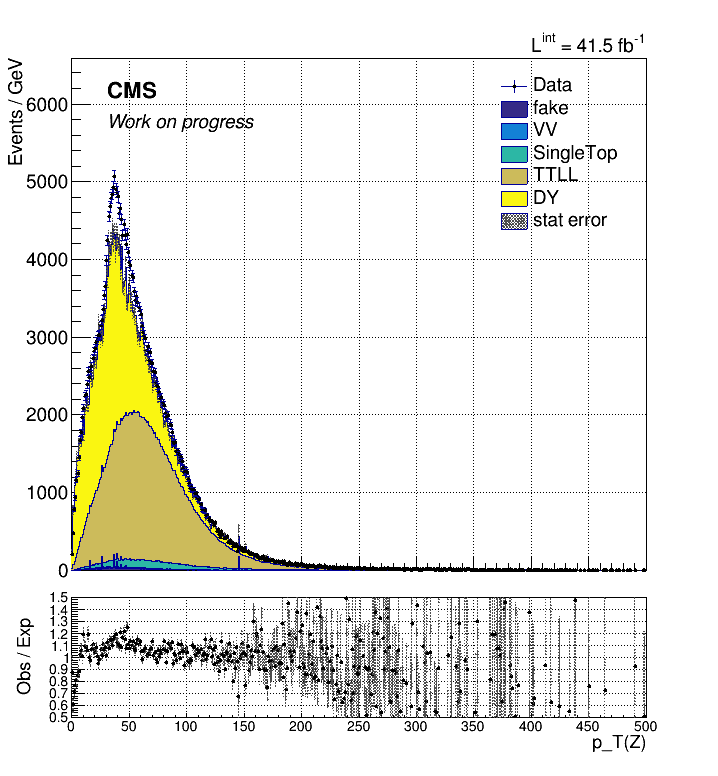 L^int = 41.5 fb^-1
Events / GeV
6000
5000
4000
3000
2000
1000
0
CMS
Work on progress
Data
fake
VV
SingleTop
TTLL
DY
stat error
Obs / Exp
1.5
1.4
1.3
1.2
1.1
1
0.9
0.8
0.7
0.6
0.5
0 50 100 150 200 250 300 350 400 450 500
p_T(Z)